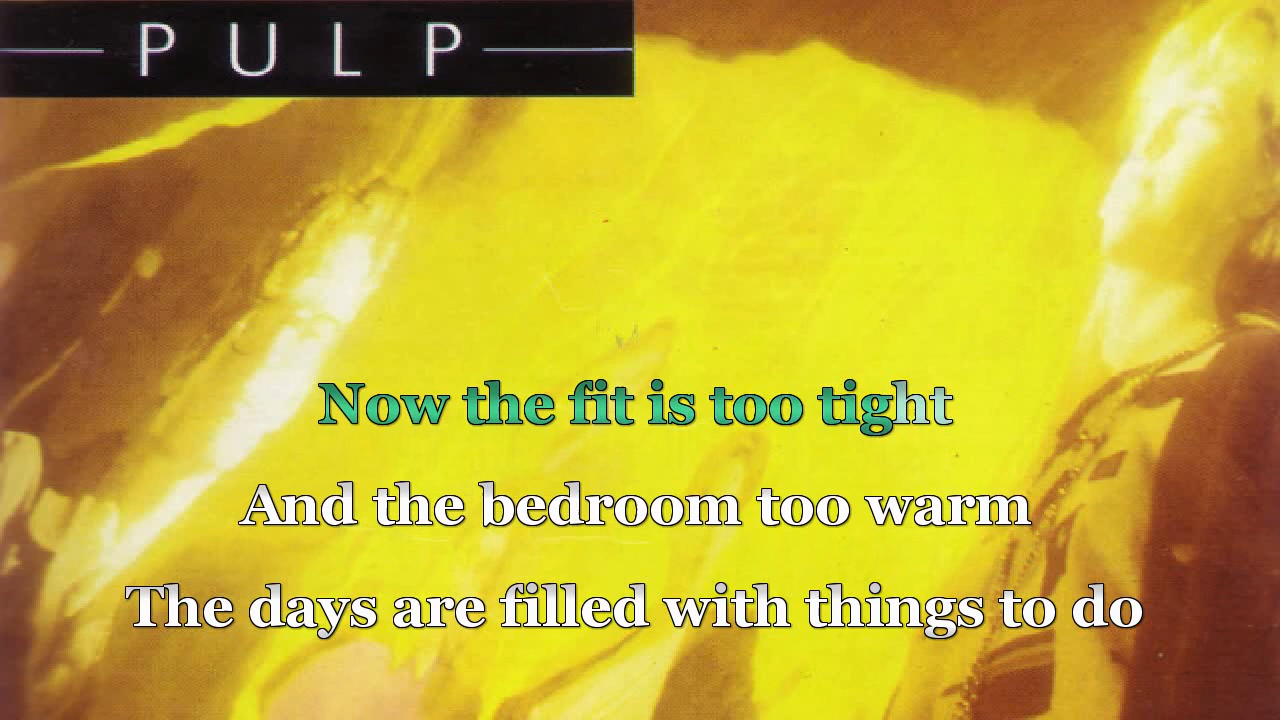 PULP
Now the fit is too tight
And the bedroom too warm
The days are filled with things to do